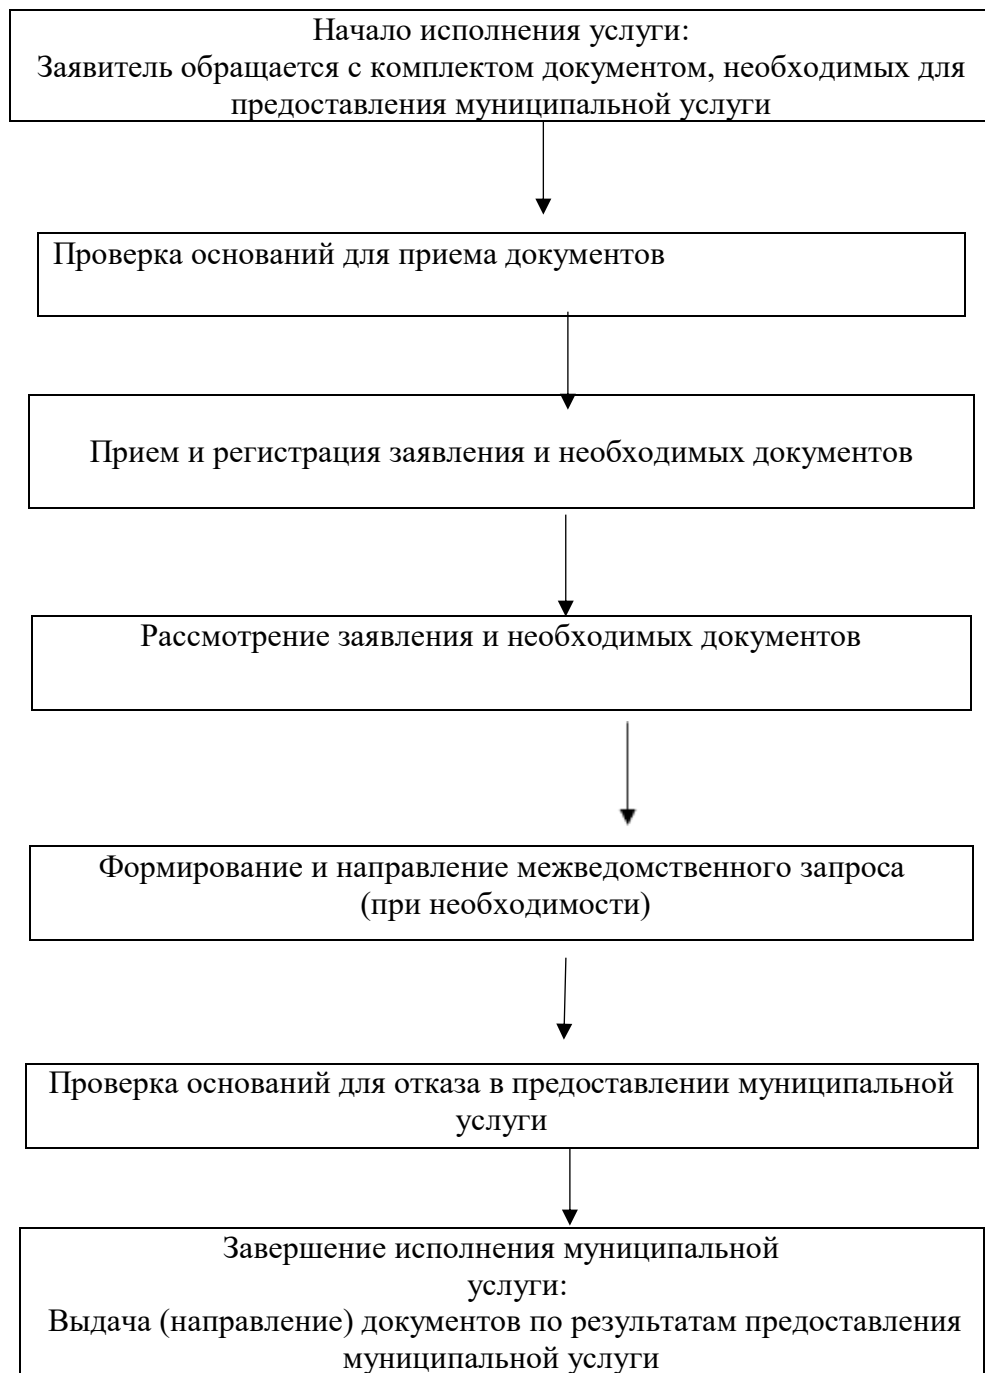 Начало исполнения услуги:
Заявитель обращается с комплектом документом, необходимых для
предоставления муниципальной услуги
Проверка оснований для приема документов
Прием и регистрация заявления и необходимых документов
Рассмотрение заявления и необходимых документов
Формирование и направление межведомственного запроса
(при необходимости)
Проверка оснований для отказа в предоставлении муниципальной
услуги
Завершение исполнения муниципальной
услуги:
Выдача (направление) документов по результатам предоставления
муниципальной услуги